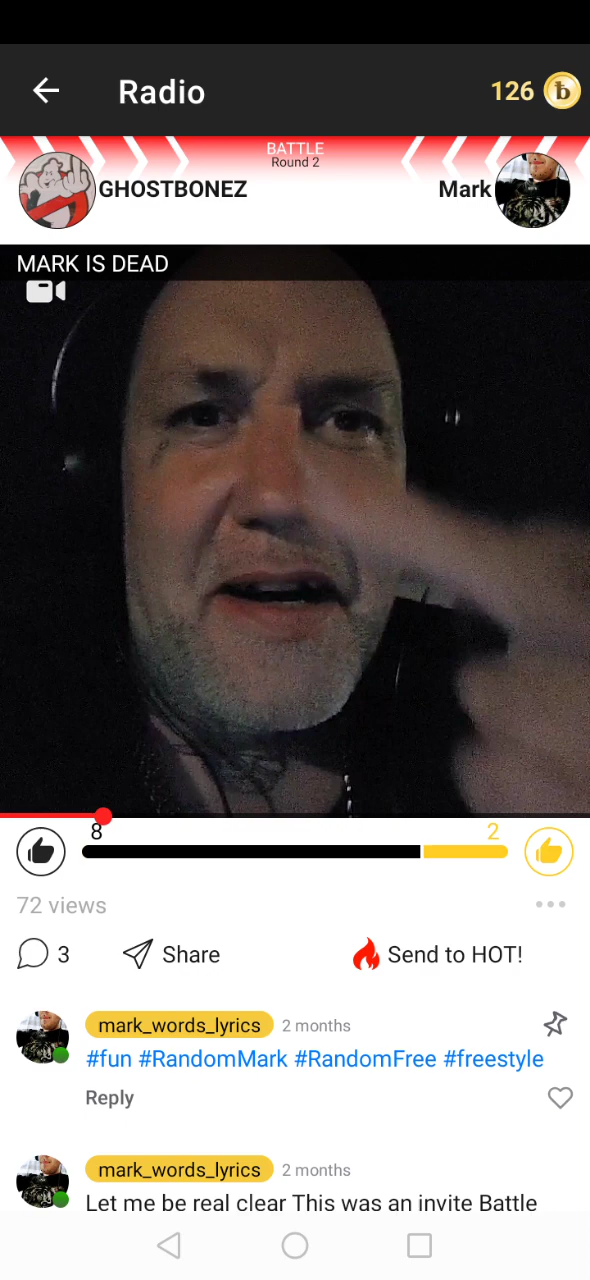 Radio
126
BATTLE
Round 2
GHOSTBONEZ
Mark
MARK IS DEAD
8
2
72 views
3
Share
Send to HOT!
mark_words_lyrics 2 months
#fun #RandomMark #RandomFree #freestyle
Reply
mark_words_lyrics 2 months
Let me be real clear This was an invite Battle